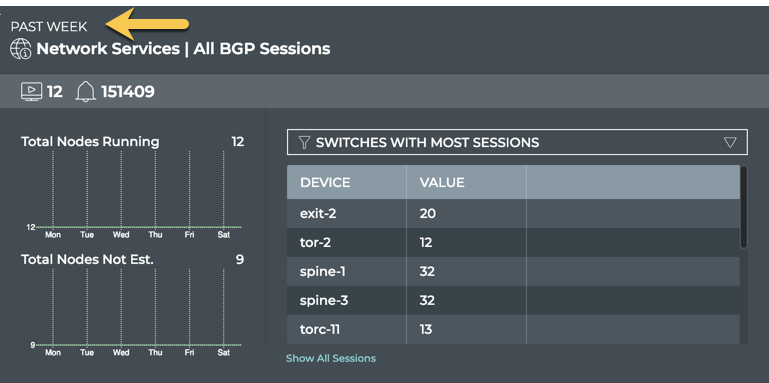 PAST WEEK
Network Services | All BGP Sessions
12 151409
Total Nodes Running 12
12
Mon Tue Wed Thu Fri Sat
Total Nodes Not Est. 9
9
Mon Tue Wed Thu Fri Sat
SWITCHES WITH MOST SESSIONS
DEVICE VALUE
exit-2 20
tor-2 12
spine-1 32
spine-3 32
torc-11 13
Show All Sessions